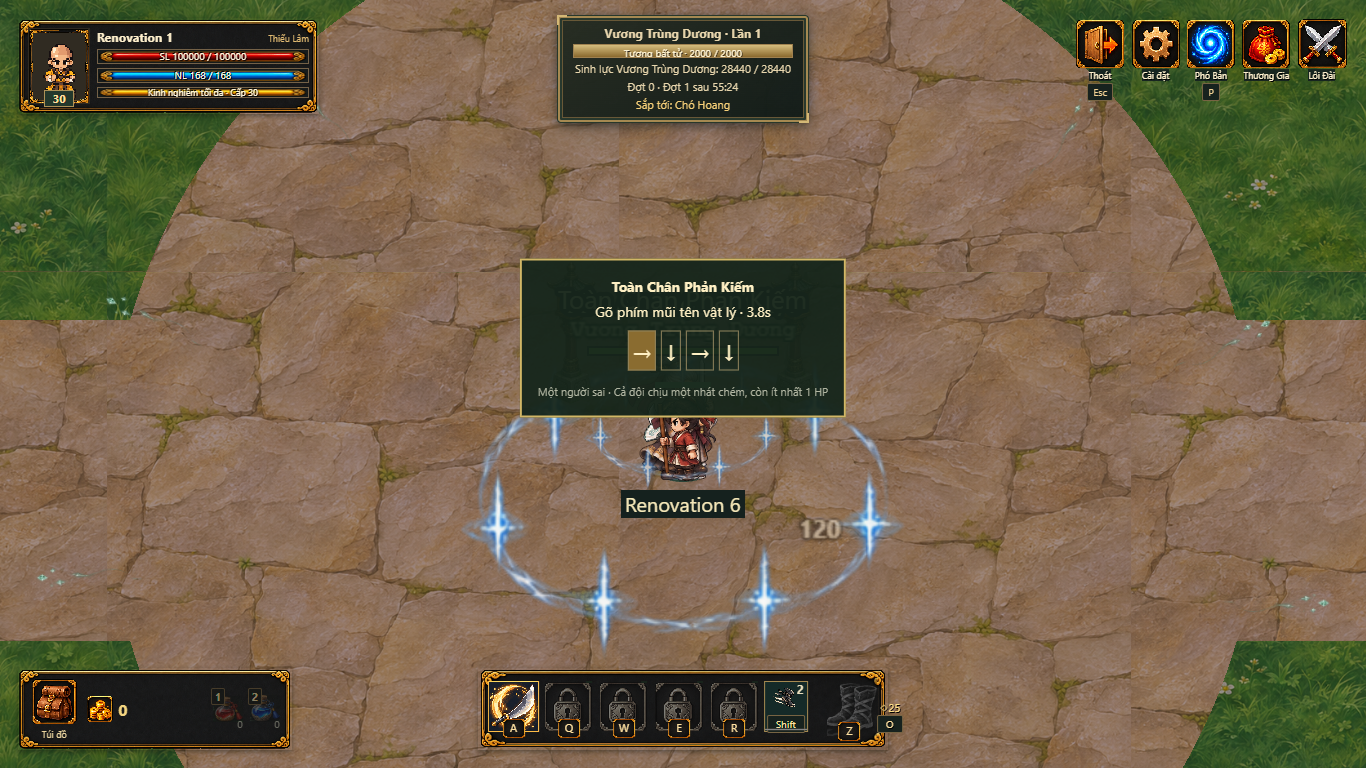 Renovation 1
Thiếu Lâm
SL 100000 / 100000
NL 168 / 168
Kinh nghiệm tối đa · Cấp 30
30
Vương Trùng Dương · Lần 1
Tượng bất tử · 2000 / 2000
Sinh lực Vương Trùng Dương: 28440 / 28440
Đợt 0 · Đợt 1 sau 55:24
Sắp tới: Chó Hoang
Thoát
Cài đặt
Phó Bản
Thương Gia
Lôi Đài
Esc
P
Toàn Chân Phản Kiếm
Gõ phím mũi tên vật lý · 3.8s
→ ↓ → ↓
Một người sai · Cả đội chịu một nhát chém, còn ít nhất 1 HP
Renovation 6
120
Túi đồ
0
1
0
2
0
A
Q
W
E
R
2
Shift
Z
25
O